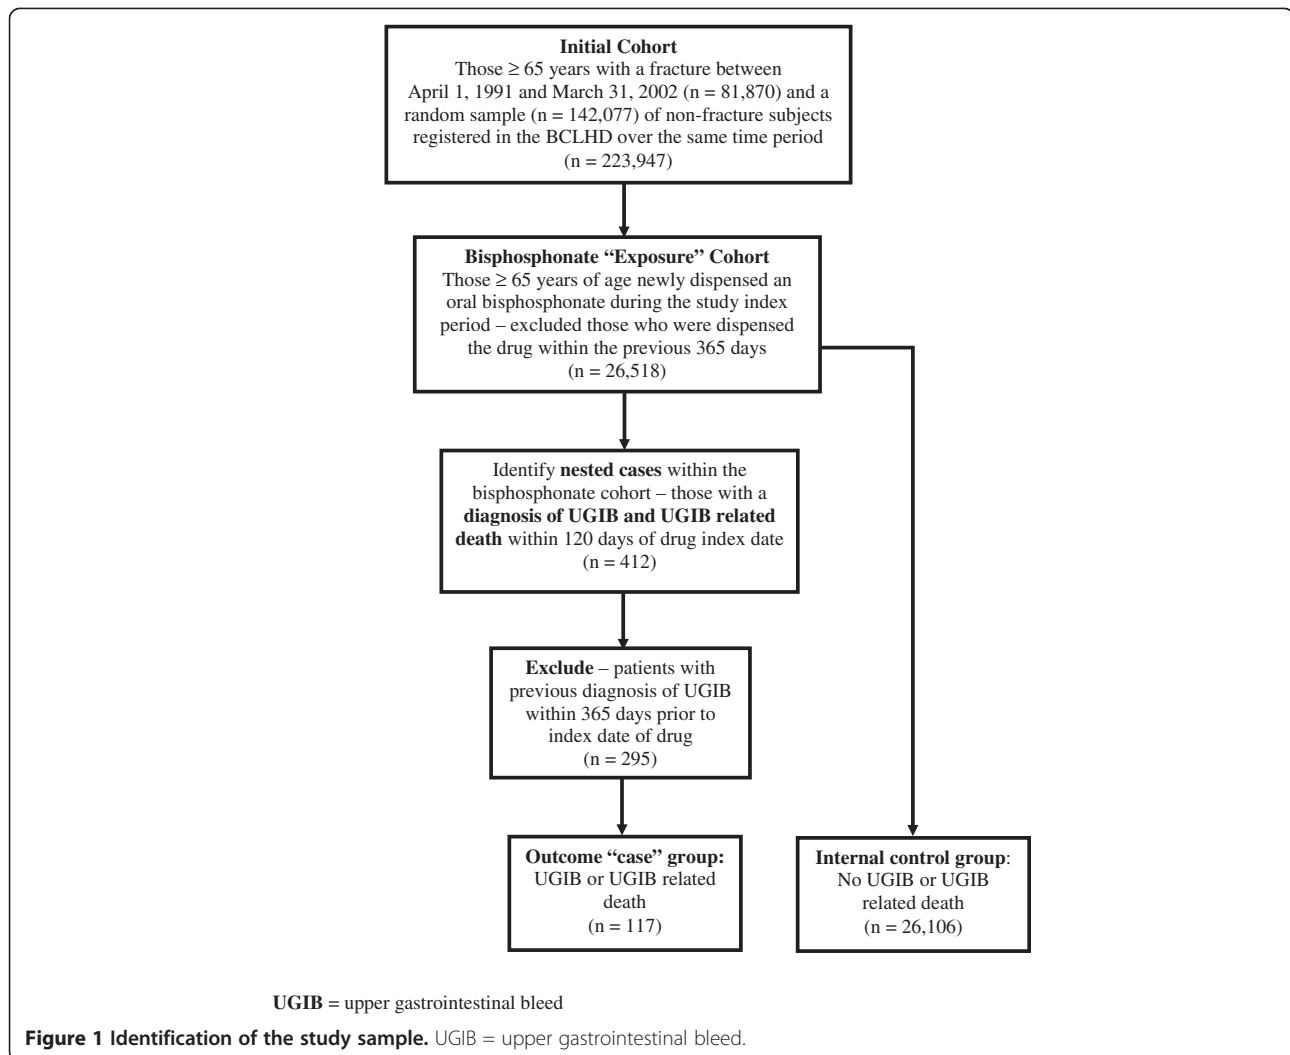 Initial Cohort
Those ≥ 65 years with a fracture between
April 1, 1991 and March 31, 2002 (n = 81,870) and a
random sample (n = 142,077) of non-fracture subjects
registered in the BCLHD over the same time period
(n = 223,947)
Bisphosphonate “Exposure” Cohort
Those ≥ 65 years of age newly dispensed an
oral bisphosphonate during the study index
period – excluded those who were dispensed
the drug within the previous 365 days
(n = 26,518)
Identify nested cases within the
bisphosphonate cohort – those with a
diagnosis of UGIB and UGIB related
death within 120 days of drug index date
(n = 412)
Exclude – patients with
previous diagnosis of UGIB
within 365 days prior to
index date of drug
(n = 295)
Outcome “case” group:
UGIB or UGIB related
death
(n = 117)
Internal control group:
No UGIB or UGIB
related death
(n = 26,106)
UGIB = upper gastrointestinal bleed
Figure 1 Identification of the study sample. UGIB = upper gastrointestinal bleed.